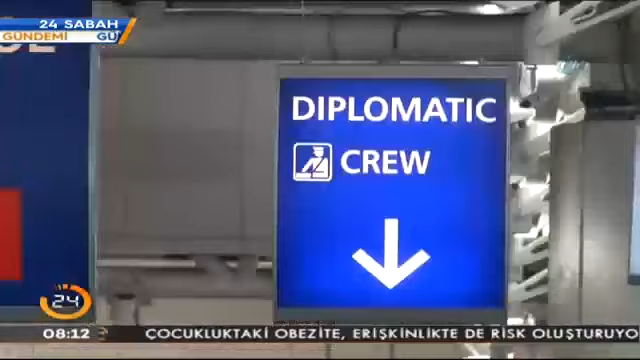 24 SABAH
GÜNDEMİ
GÜ
DIPLOMATIC
CREW
24
08:12
ÇOCUKLUKTAKİ OBEZİTE, ERİŞKİNLİKTE DE RİSK OLUŞTURUYO